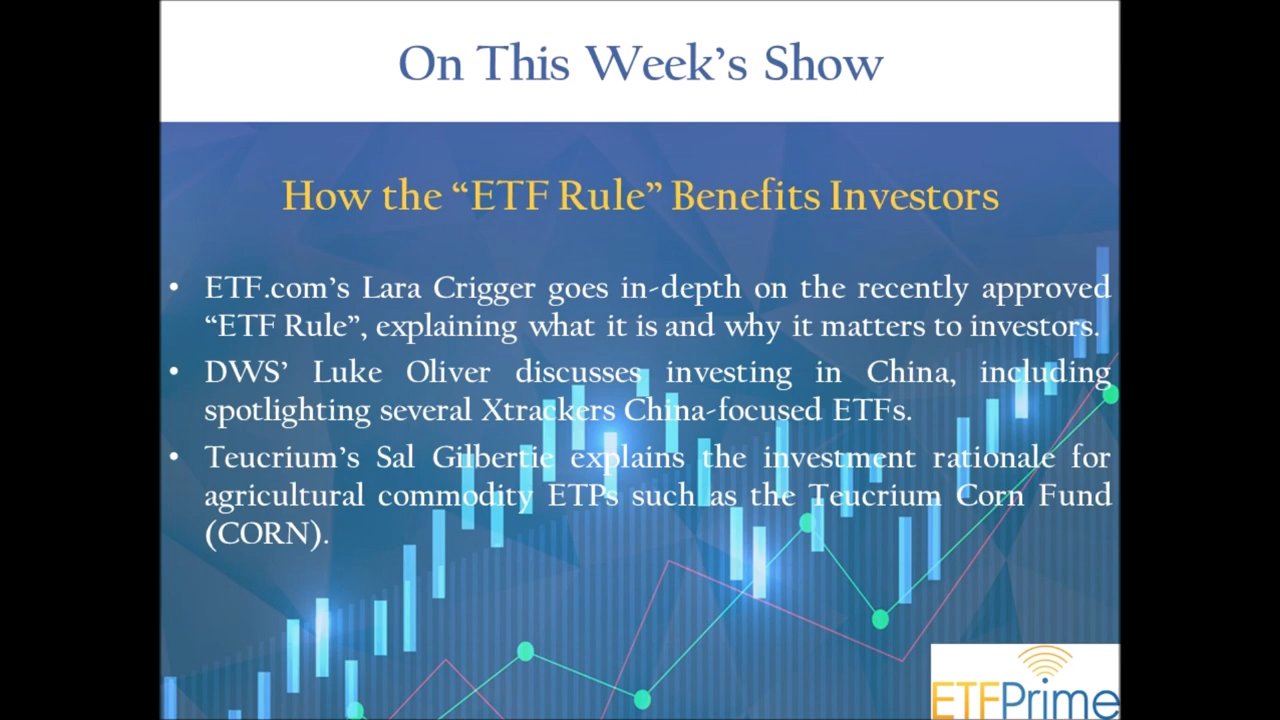 On This Week’s Show
How the “ETF Rule” Benefits Investors
• ETF.com’s Lara Crigger goes in-depth on the recently approved
“ETF Rule”, explaining what it is and why it matters to investors.
• DWS’ Luke Oliver discusses investing in China, including
spotlighting several Xtrackers China-focused ETFs.
• Teucrium’s Sal Gilbertie explains the investment rationale for
agricultural commodity ETPs such as the Teucrium Corn Fund
(CORN).
ETFPrime